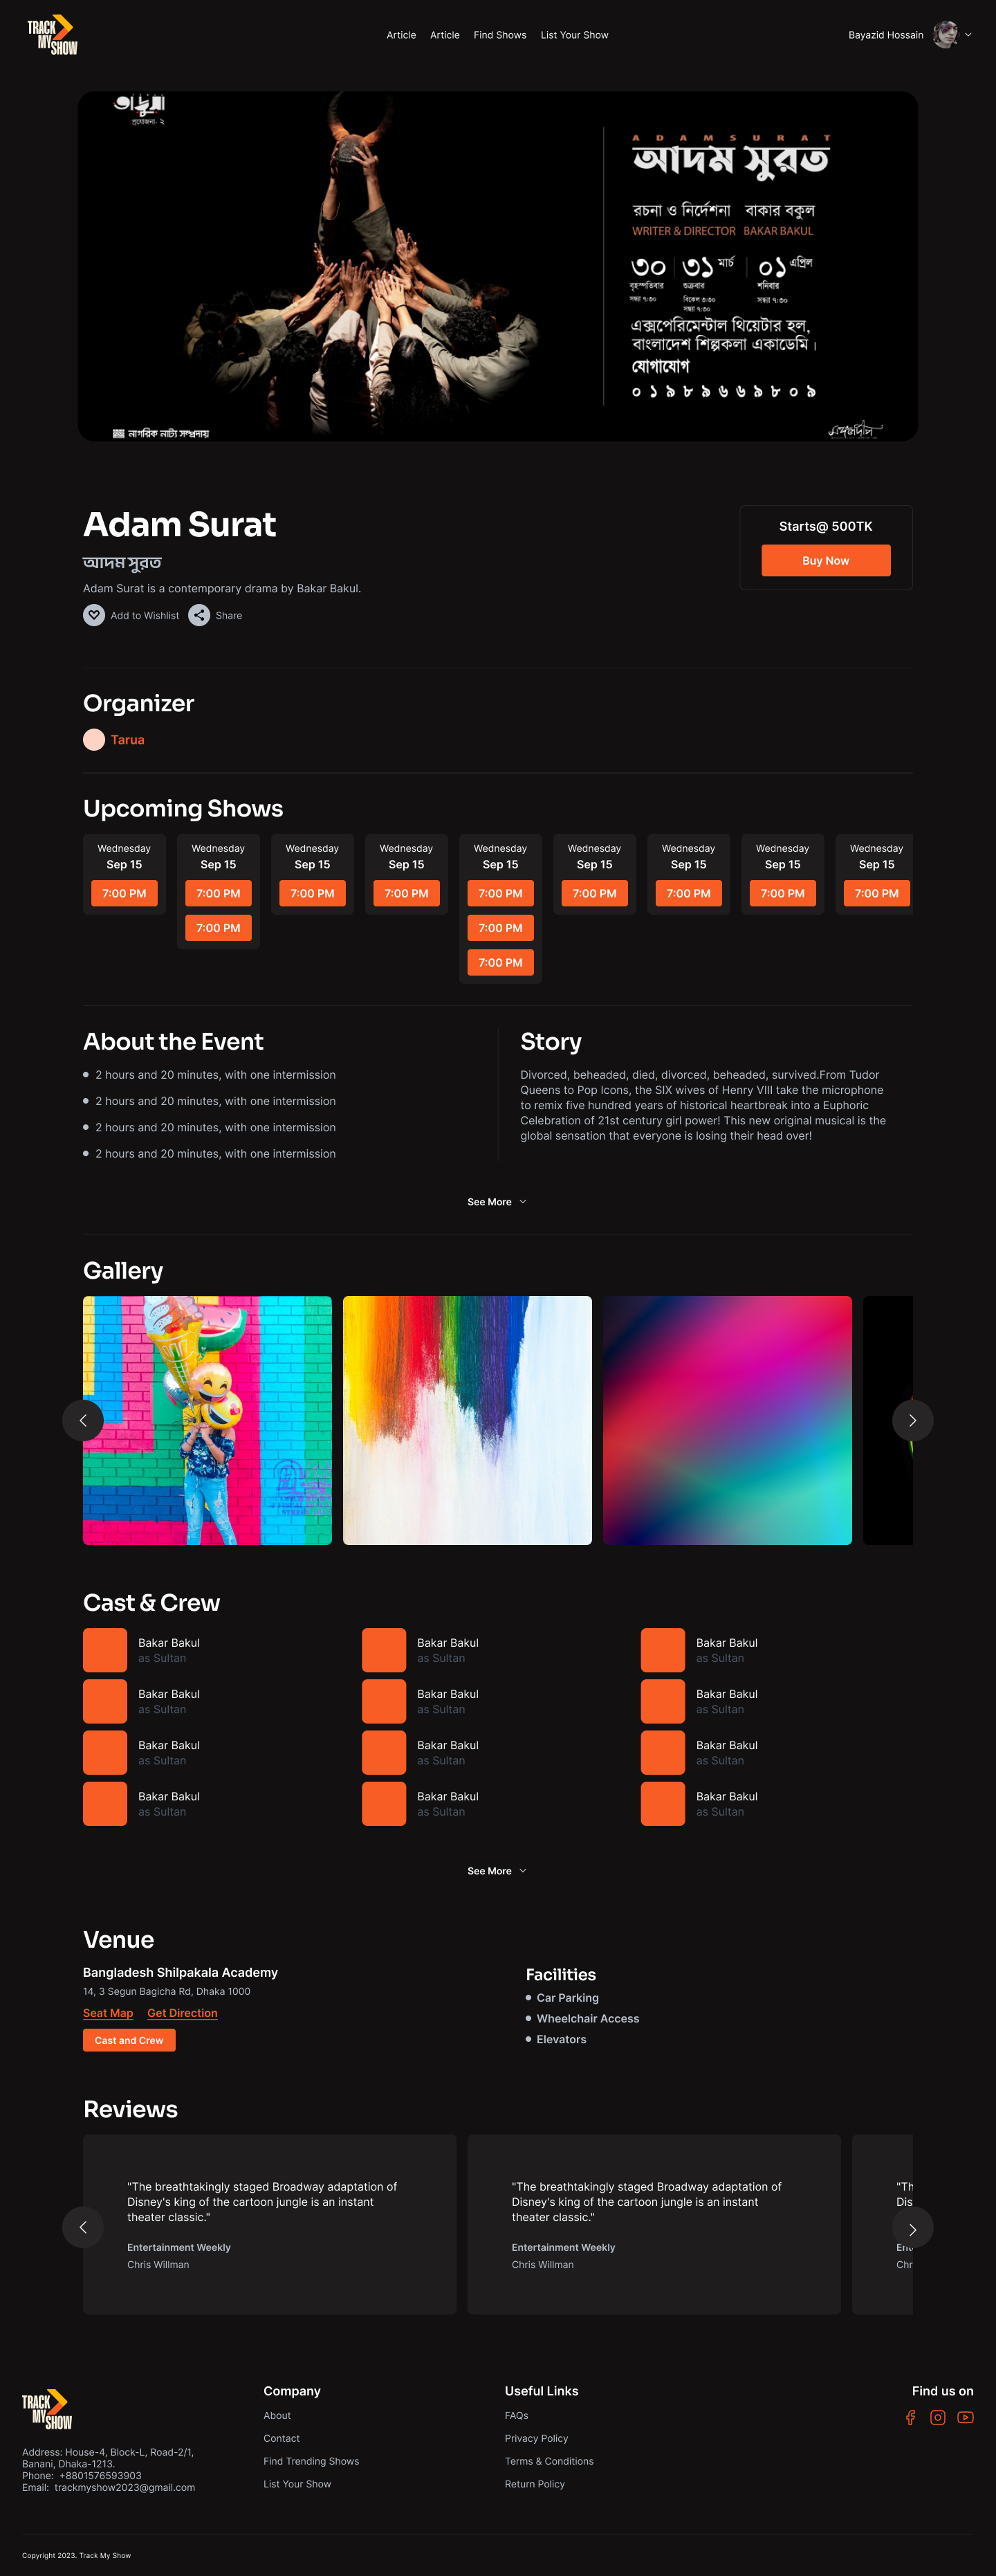 TRACK
MY
SHOW
Article Article Find Shows List Your Show
Bayazid Hossain
তাড়ুয়া
প্রযোজনা. ২
A D A M S U R A T
আদম সুরত
রচনা ও নির্দেশনা বাকার বকুল
WRITER & DIRECTOR BAKAR BAKUL
৩০ ৩১ মার্চ ০১ এপ্রিল
বৃহস্পতিবার শুক্রবার শনিবার
সন্ধ্যা ৭:৩০ বিকেল ৪:৩০ সন্ধ্যা ৭:৩০
সন্ধ্যা ৭:৩০
এক্সপেরিমেন্টাল থিয়েটার হল,
বাংলাদেশ শিল্পকলা একাডেমি।
যোগাযোগ
০১৯৮৯৬৬৯৮০৯
নাগরিক নাট্য সম্প্রদায়
Adam Surat
আদম সুরত
Adam Surat is a contemporary drama by Bakar Bakul.
Add to Wishlist Share
Starts@ 500TK
Buy Now
Organizer
Tarua
Upcoming Shows
Wednesday Wednesday Wednesday Wednesday Wednesday Wednesday Wednesday Wednesday Wednesday
Sep 15 Sep 15 Sep 15 Sep 15 Sep 15 Sep 15 Sep 15 Sep 15 Sep 15
7:00 PM 7:00 PM 7:00 PM 7:00 PM 7:00 PM 7:00 PM 7:00 PM 7:00 PM 7:00 PM
7:00 PM 7:00 PM
7:00 PM
About the Event
2 hours and 20 minutes, with one intermission
2 hours and 20 minutes, with one intermission
2 hours and 20 minutes, with one intermission
2 hours and 20 minutes, with one intermission
Story
Divorced, beheaded, died, divorced, beheaded, survived.From Tudor
Queens to Pop Icons, the SIX wives of Henry VIII take the microphone
to remix five hundred years of historical heartbreak into a Euphoric
Celebration of 21st century girl power! This new original musical is the
global sensation that everyone is losing their head over!
See More
Gallery
Cast & Crew
Bakar Bakul Bakar Bakul Bakar Bakul
as Sultan as Sultan as Sultan
Bakar Bakul Bakar Bakul Bakar Bakul
as Sultan as Sultan as Sultan
Bakar Bakul Bakar Bakul Bakar Bakul
as Sultan as Sultan as Sultan
Bakar Bakul Bakar Bakul Bakar Bakul
as Sultan as Sultan as Sultan
See More
Venue
Bangladesh Shilpakala Academy
14, 3 Segun Bagicha Rd, Dhaka 1000
Seat Map Get Direction
Cast and Crew
Facilities
Car Parking
Wheelchair Access
Elevators
Reviews
"The breathtakingly staged Broadway adaptation of
Disney's king of the cartoon jungle is an instant
theater classic."
Entertainment Weekly
Chris Willman
"The breathtakingly staged Broadway adaptation of
Disney's king of the cartoon jungle is an instant
theater classic."
Entertainment Weekly
Chris Willman
"Th
Dis
Chr
TRACK
MY
SHOW
Address: House-4, Block-L, Road-2/1,
Banani, Dhaka-1213.
Phone: +8801576593903
Email: trackmyshow2023@gmail.com
Company
About
Contact
Find Trending Shows
List Your Show
Useful Links
FAQs
Privacy Policy
Terms & Conditions
Return Policy
Find us on
Copyright 2023. Track My Show